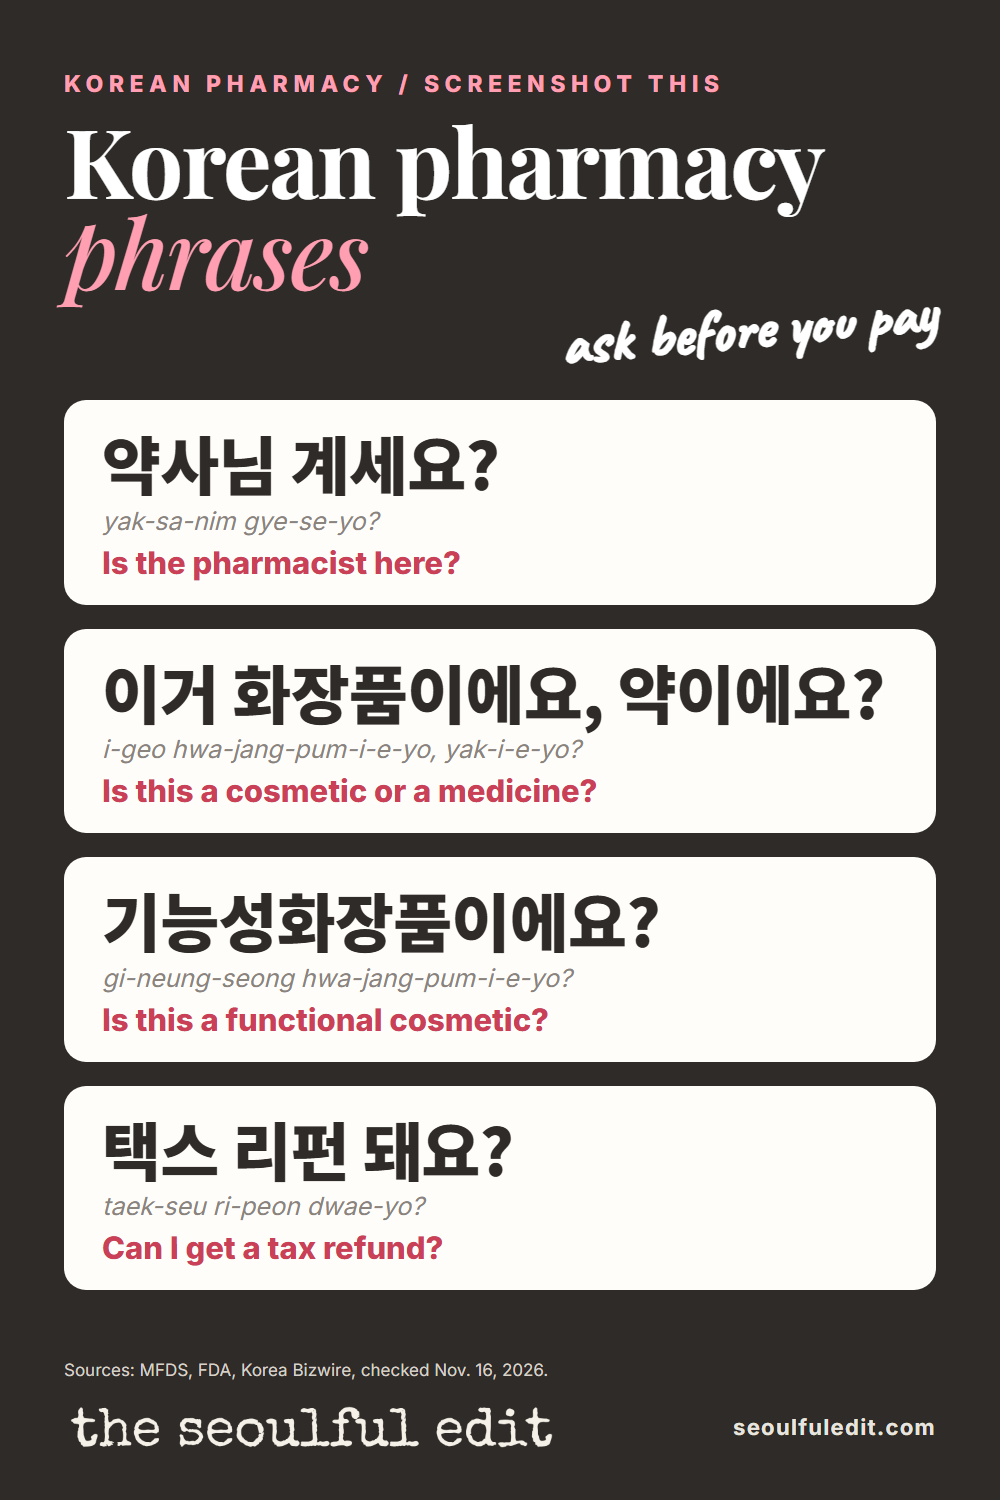 KOREAN PHARMACY / SCREENSHOT THIS
Korean pharmacy
phrases
ask before you pay
약사님 계세요?
yak-sa-nim gye-se-yo?
Is the pharmacist here?
이거 화장품이에요, 약이에요?
i-geo hwa-jang-pum-i-e-yo, yak-i-e-yo?
Is this a cosmetic or a medicine?
기능성화장품이에요?
gi-neung-seong hwa-jang-pum-i-e-yo?
Is this a functional cosmetic?
택스 리펀 돼요?
taek-seu ri-peon dwae-yo?
Can I get a tax refund?
Sources: MFDS, FDA, Korea Bizwire, checked Nov. 16, 2026.
the seoulful edit
seoulfuledit.com